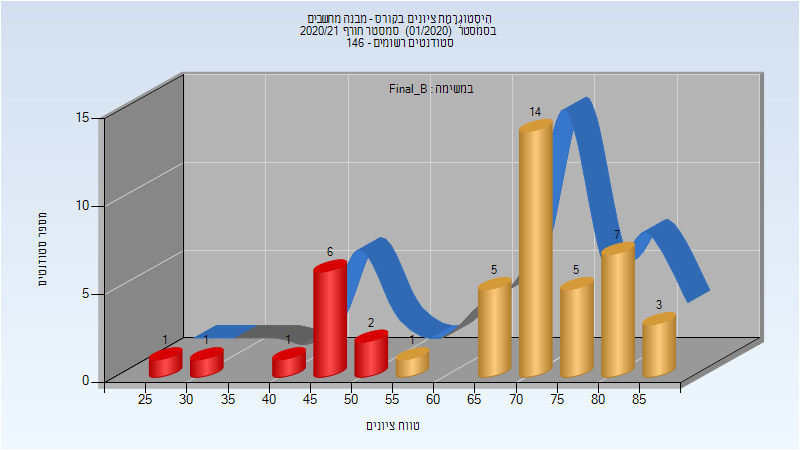 היסטוגרמת ציונים בקורס - מבנה מחשבים
בסמסטר (01/2020) סמסטר חורף 2020/21
סטודנטים רשומים - 146
במשימה : Final_B
מספר סטודנטים
15
10
5
0
1
1
1
6
2
1
5
14
5
7
3
25 30 35 40 45 50 55 60 65 70 75 80 85
טווח ציונים